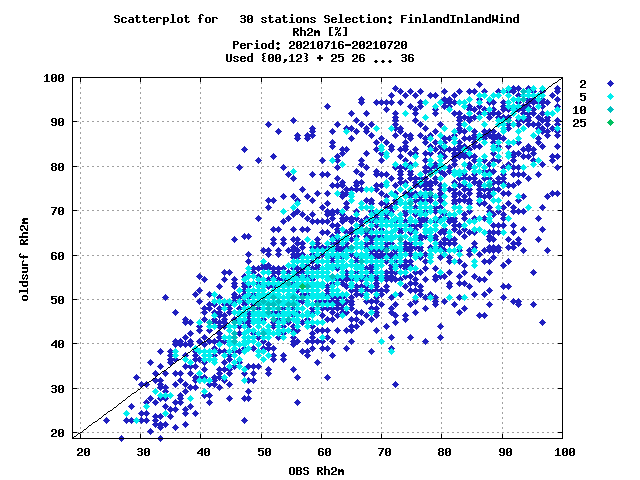 Scatterplot for   30 stations Selection: FinlandInlandWind
Rh2m [%]
Period: 20210716-20210720
Used {00,12} + 25 26 ... 36
2
5
10
25
100
90
80
70
60
50
40
30
20
oldsurf Rh2m
20 30 40 50 60 70 80 90 100
OBS Rh2m